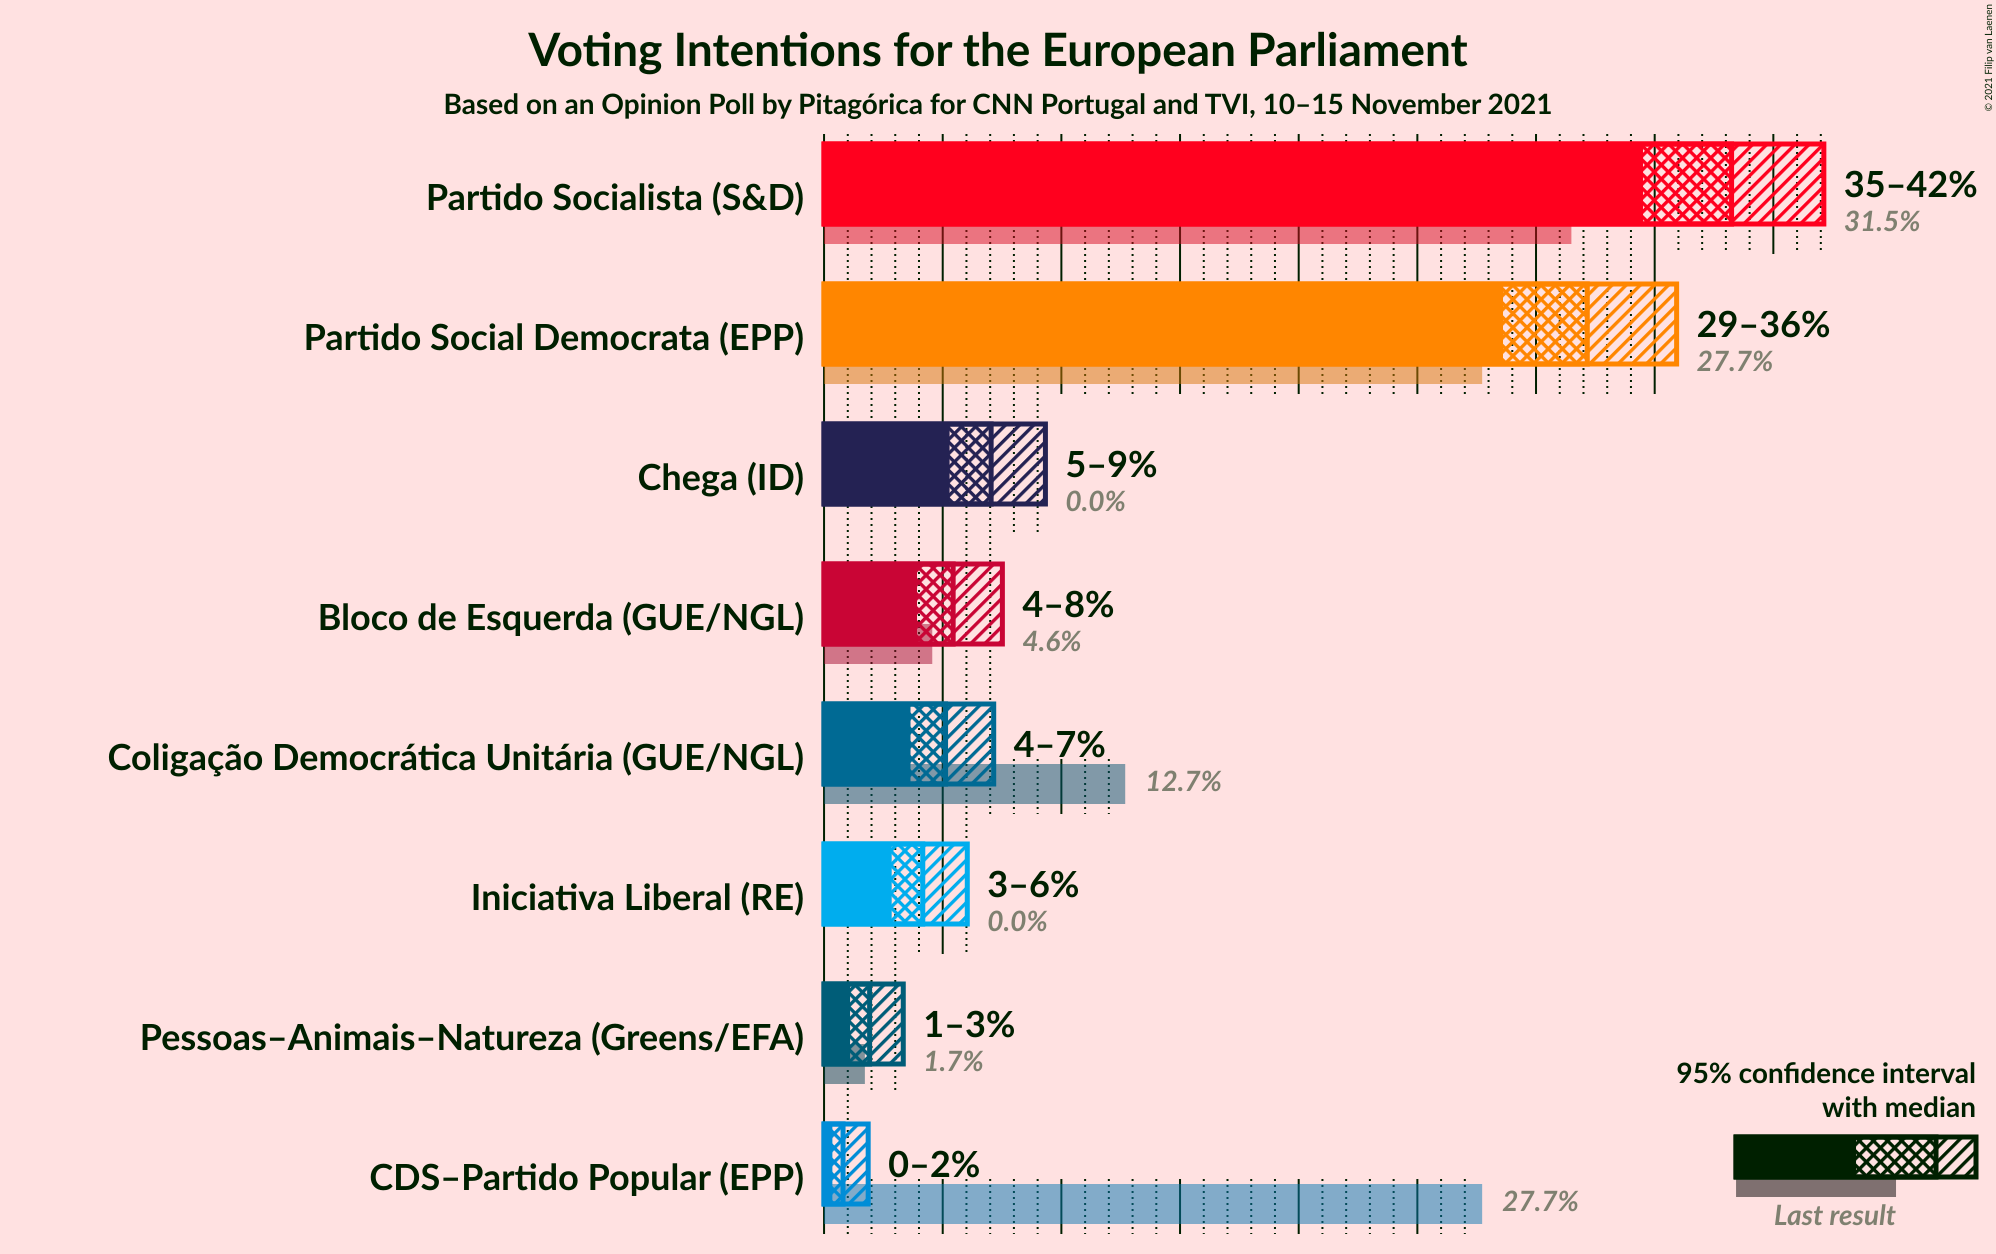 Voting Intentions for the European Parliament
Based on an Opinion Poll by Pitagórica for CNN Portugal and TVI, 10–15 November 2021
© 2021 Filip van Laenen
Partido Socialista (S&D)
35–42%
31.5%
Partido Social Democrata (EPP)
29–36%
27.7%
Chega (ID)
5–9%
0.0%
Bloco de Esquerda (GUE/NGL)
4–8%
4.6%
Coligação Democrática Unitária (GUE/NGL)
4–7%
12.7%
Iniciativa Liberal (RE)
3–6%
0.0%
Pessoas–Animais–Natureza (Greens/EFA)
1–3%
1.7%
CDS–Partido Popular (EPP)
0–2%
27.7%
95% confidence interval
with median
Last result